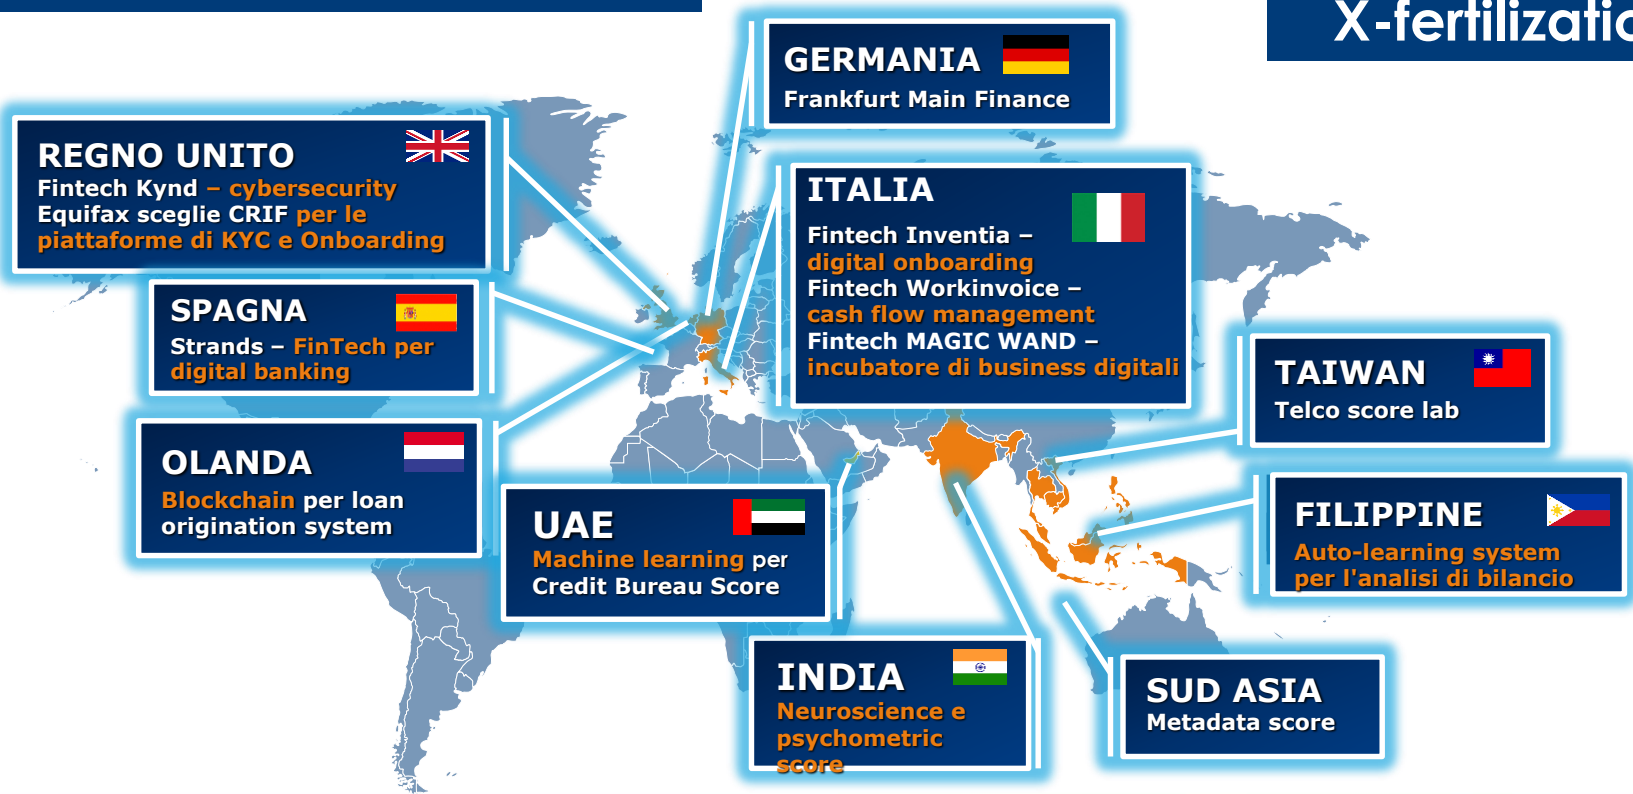 X-fertilizatio
GERMANIA
Frankfurt Main Finance
REGNO UNITO
Fintech Kynd – cybersecurity
Equifax sceglie CRIF per le
piattaforme di KYC e Onboarding
ITALIA
Fintech Inventia –
digital onboarding
Fintech Workinvoice –
cash flow management
Fintech MAGIC WAND –
incubatore di business digitali
SPAGNA
Strands – FinTech per
digital banking
TAIWAN
Telco score lab
OLANDA
Blockchain per loan
origination system
UAE
Machine learning per
Credit Bureau Score
FILIPPINE
Auto-learning system
per l'analisi di bilancio
INDIA
Neuroscience e
psychometric
score
SUD ASIA
Metadata score